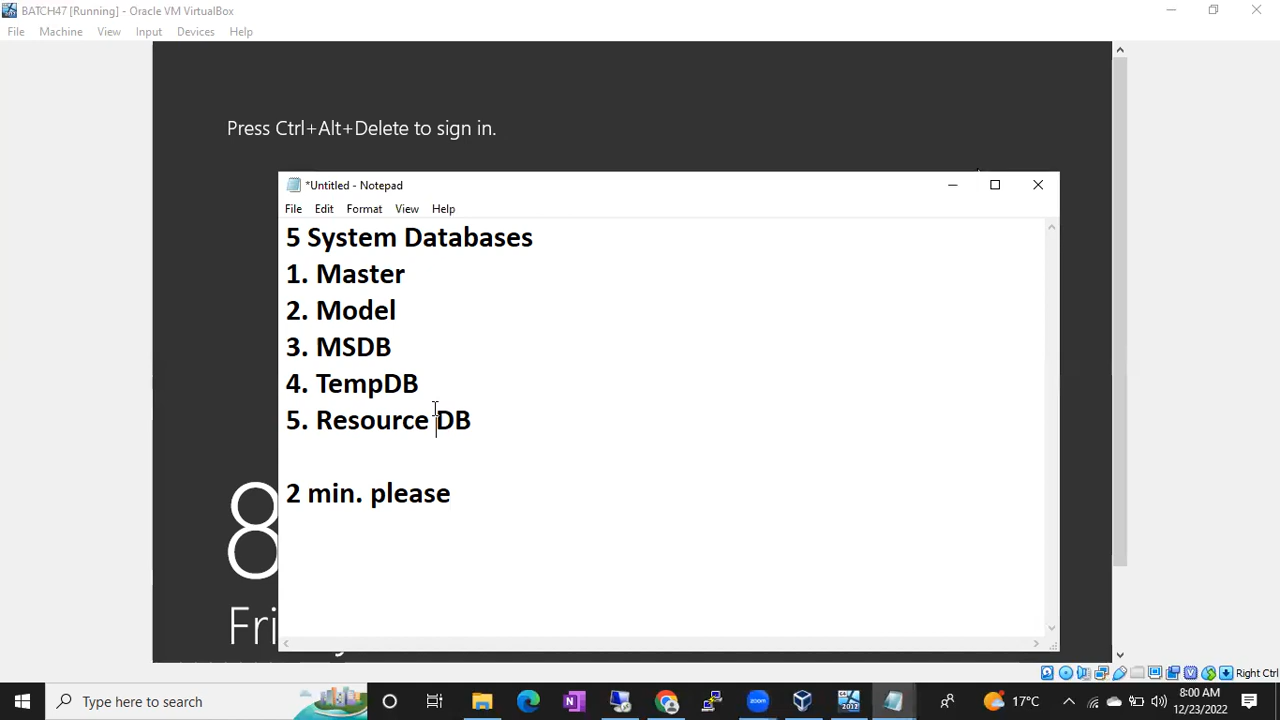 BATCH47 [Running] - Oracle VM VirtualBox
File Machine View Input Devices Help
Press Ctrl+Alt+Delete to sign in.
*Untitled - Notepad
File Edit Format View Help
5 System Databases
1. Master
2. Model
3. MSDB
4. TempDB
5. Resource DB
2 min. please
8
Fri
Right Ctrl
Type here to search
17°C
8:00 AM
12/23/2022